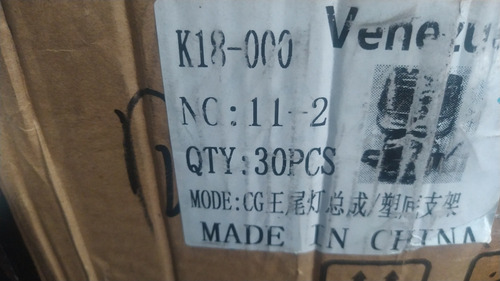 K18-000
Venezu
NC:11-2
QTY:30PCS
MODE:CG王尾灯总成/塑底支架
MADE IN CHINA